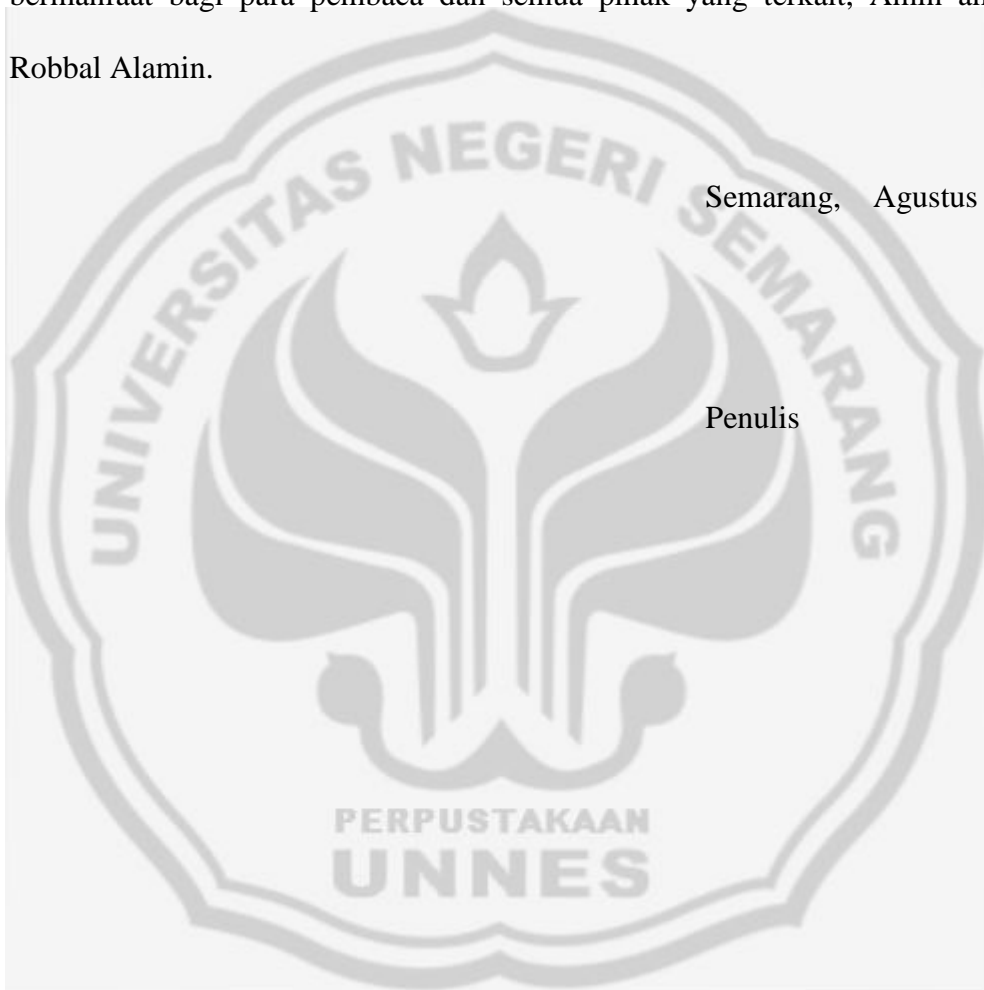 bermanfaat bagi para pembaca dan semua pihak yang terkait, Amin
Robbal Alamin.
Semarang, Agustus
Penulis
UNIVERSITAS NEGERI SEMARANG
PERPUSTAKAAN
UNNES